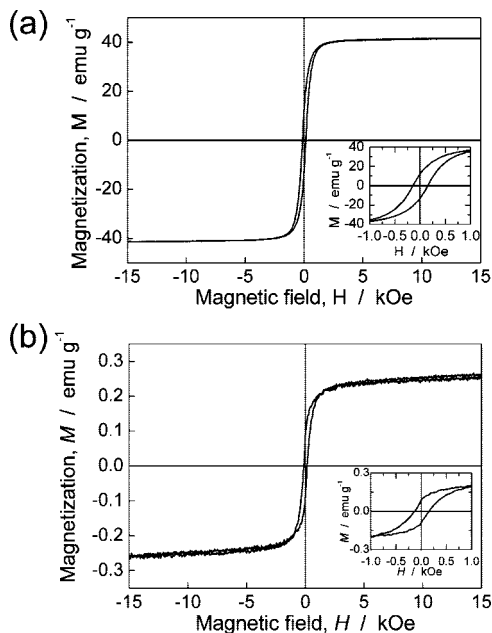 (a)
Magnetization, M / emu g⁻¹
40
20
0
-20
-40
-15 -10 -5 0 5 10 15
Magnetic field, H / kOe
M / emu g⁻¹
40
20
0
-20
-40
-1.0 -0.5 0.0 0.5 1.0
H / kOe
(b)
Magnetization, M / emu g⁻¹
0.3
0.2
0.1
0.0
-0.1
-0.2
-0.3
-15 -10 -5 0 5 10 15
Magnetic field, H / kOe
M / emu g⁻¹
0.3
0.0
-0.3
-1.0 -0.5 0.0 0.5 1.0
H / kOe